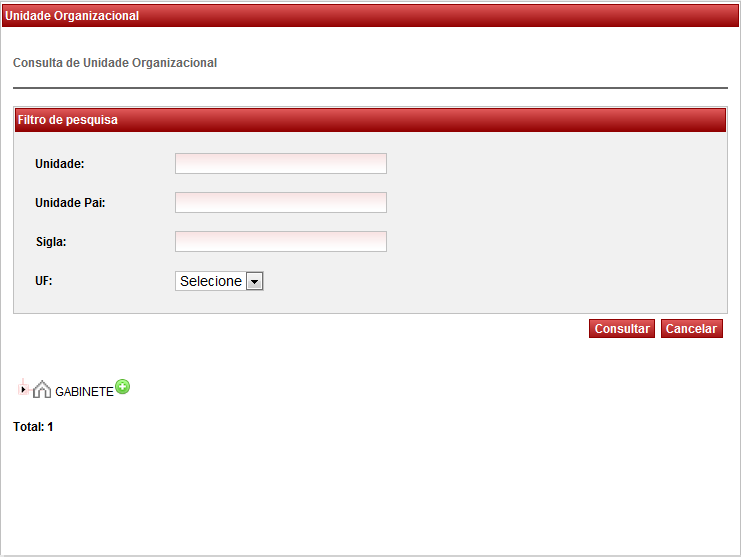 Unidade Organizacional
Consulta de Unidade Organizacional
Filtro de pesquisa
Unidade:
Unidade Pai:
Sigla:
UF: Selecione
Consultar Cancelar
GABINETE
Total: 1